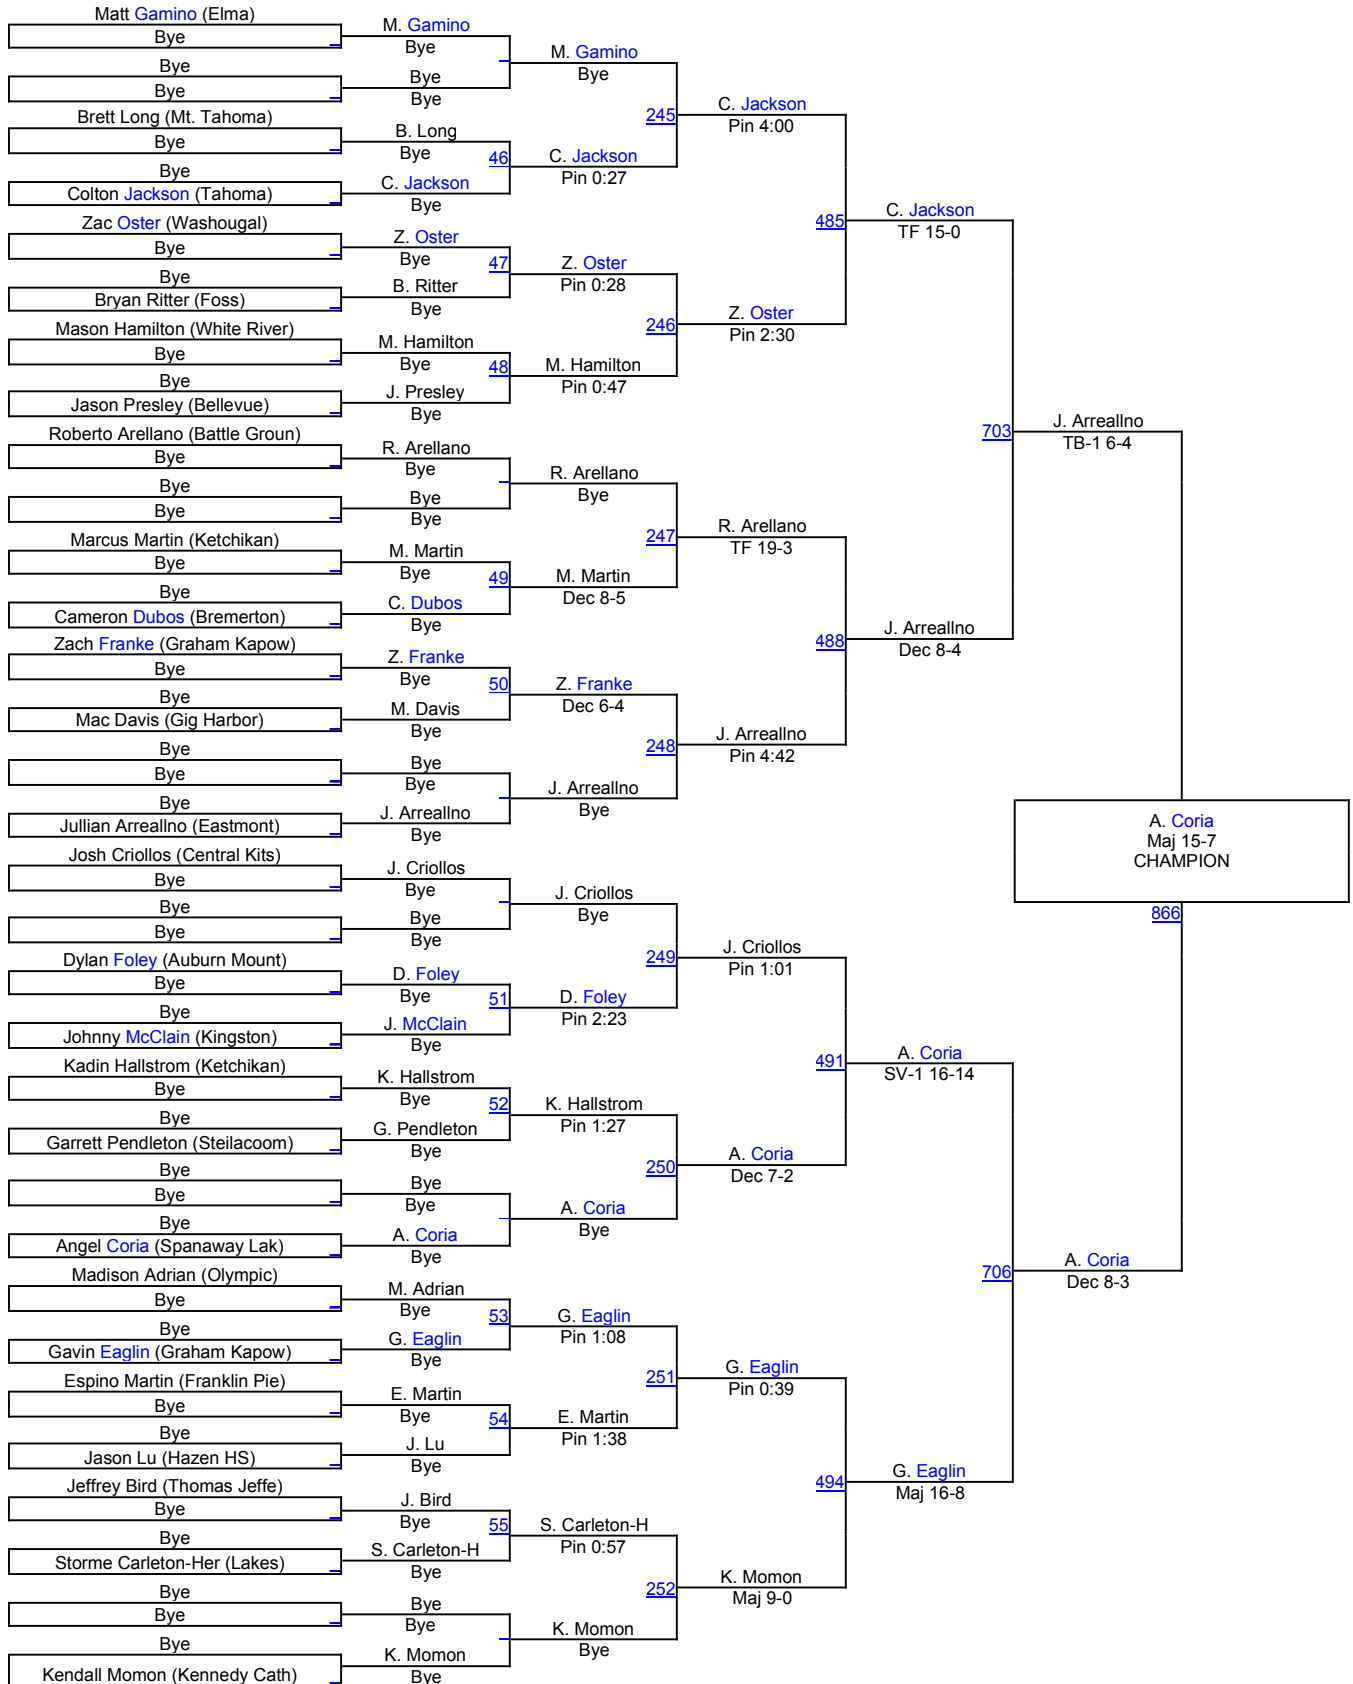 Matt Gamino (Elma)
Bye
Bye
Bye
Brett Long (Mt. Tahoma)
Bye
Bye
Colton Jackson (Tahoma)
Zac Oster (Washougal)
Bye
Bye
Bryan Ritter (Foss)
Mason Hamilton (White River)
Bye
Bye
Jason Presley (Bellevue)
Roberto Arellano (Battle Groun)
Bye
Bye
Bye
Marcus Martin (Ketchikan)
Bye
Bye
Cameron Dubos (Bremerton)
Zach Franke (Graham Kapow)
Bye
Bye
Mac Davis (Gig Harbor)
Bye
Bye
Bye
Jullian Arreallno (Eastmont)
Josh Criollos (Central Kits)
Bye
Bye
Bye
Dylan Foley (Auburn Mount)
Bye
Bye
Johnny McClain (Kingston)
Kadin Hallstrom (Ketchikan)
Bye
Bye
Garrett Pendleton (Steilacoom)
Bye
Bye
Bye
Angel Coria (Spanaway Lak)
Madison Adrian (Olympic)
Bye
Bye
Gavin Eaglin (Graham Kapow)
Espino Martin (Franklin Pie)
Bye
Bye
Jason Lu (Hazen HS)
Jeffrey Bird (Thomas Jeffe)
Bye
Bye
Storme Carleton-Her (Lakes)
Bye
Bye
Bye
Kendall Momon (Kennedy Cath)
M. Gamino
Bye
Bye
Bye
B. Long
Bye
46
C. Jackson
Bye
Z. Oster
Bye
47
B. Ritter
Bye
M. Hamilton
Bye
48
J. Presley
Bye
R. Arellano
Bye
Bye
Bye
M. Martin
Bye
49
C. Dubos
Bye
Z. Franke
Bye
50
M. Davis
Bye
Bye
Bye
J. Arreallno
Bye
J. Criollos
Bye
Bye
Bye
D. Foley
Bye
51
J. McClain
Bye
K. Hallstrom
Bye
52
G. Pendleton
Bye
Bye
Bye
A. Coria
Bye
M. Adrian
Bye
53
G. Eaglin
Bye
E. Martin
Bye
54
J. Lu
Bye
J. Bird
Bye
55
S. Carleton-H
Bye
Bye
Bye
K. Momon
Bye
M. Gamino
Bye
245
C. Jackson
Pin 0:27
Z. Oster
Pin 0:28
246
M. Hamilton
Pin 0:47
R. Arellano
Bye
247
M. Martin
Dec 8-5
Z. Franke
Dec 6-4
248
J. Arreallno
Bye
J. Criollos
Bye
249
D. Foley
Pin 2:23
K. Hallstrom
Pin 1:27
250
A. Coria
Bye
G. Eaglin
Pin 1:08
251
E. Martin
Pin 1:38
S. Carleton-H
Pin 0:57
252
K. Momon
Bye
C. Jackson
Pin 4:00
485
Z. Oster
Pin 2:30
R. Arellano
TF 19-3
488
J. Arreallno
Pin 4:42
J. Criollos
Pin 1:01
491
A. Coria
Dec 7-2
G. Eaglin
Pin 0:39
494
K. Momon
Maj 9-0
C. Jackson
TF 15-0
703
J. Arreallno
Dec 8-4
A. Coria
SV-1 16-14
706
G. Eaglin
Maj 16-8
J. Arreallno
TB-1 6-4
A. Coria
Maj 15-7
CHAMPION
866
A. Coria
Dec 8-3